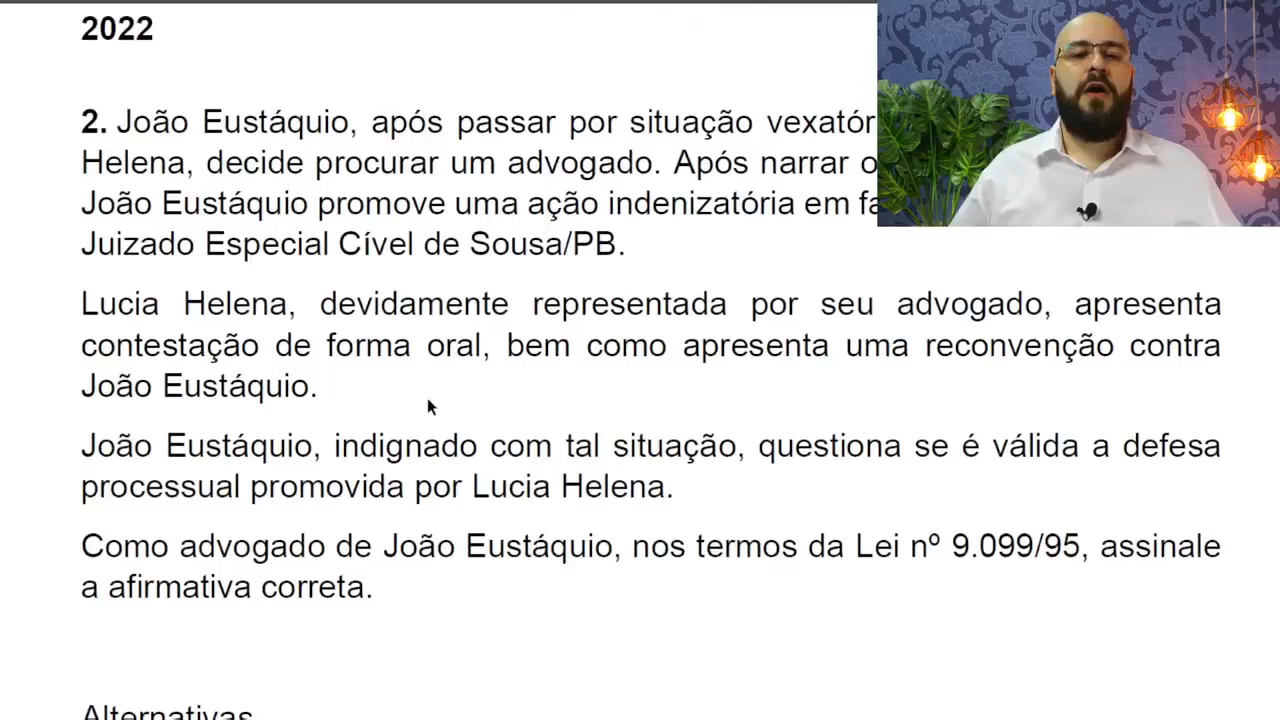 2022
2. João Eustáquio, após passar por situação
Helena, decide procurar um advogado. Após narrar
João Eustáquio promove uma ação indenizatória em
Juizado Especial Cível de Sousa/PB.
Lucia Helena, devidamente representada por seu advogado, apresenta
contestação de forma oral, bem como apresenta uma reconvenção contra
João Eustáquio.
João Eustáquio, indignado com tal situação, questiona se é válida a defesa
processual promovida por Lucia Helena.
Como advogado de João Eustáquio, nos termos da Lei nº 9.099/95, assinale
a afirmativa correta.
Alternativas